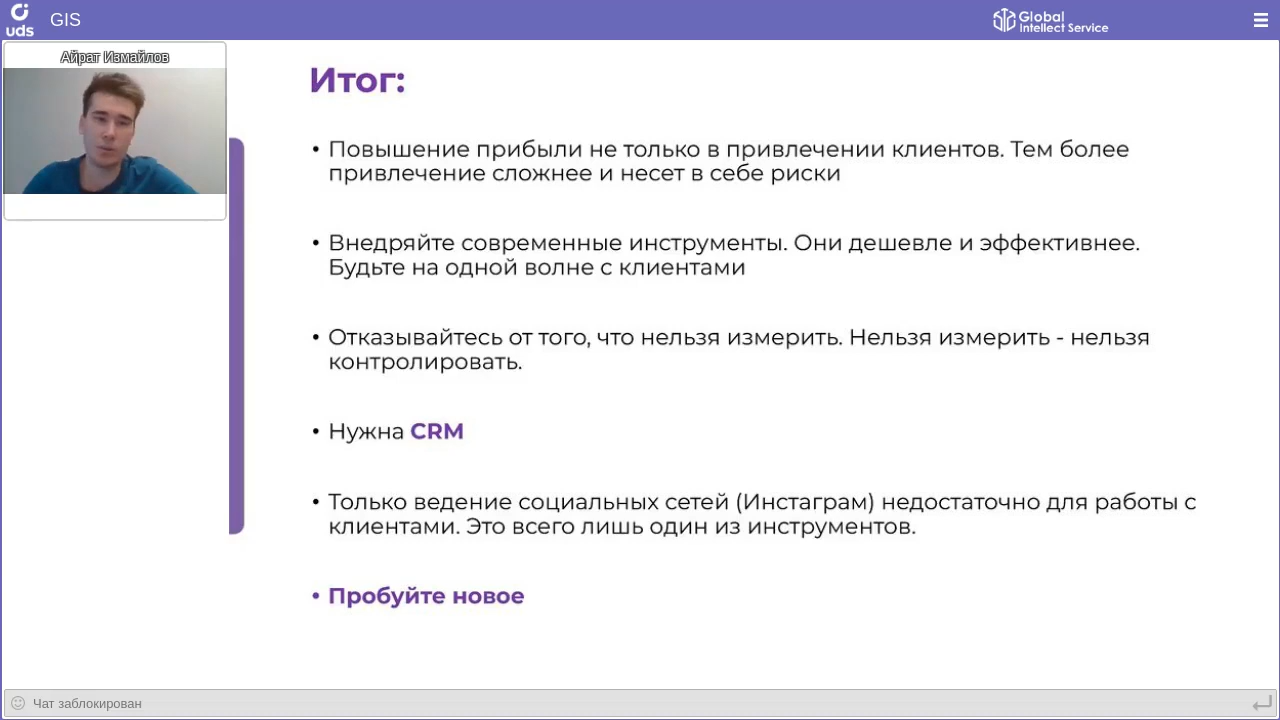 uds
GIS
Global
Intellect Service
Айрат Измайлов
Итог:
• Повышение прибыли не только в привлечении клиентов. Тем более
привлечение сложнее и несет в себе риски
• Внедряйте современные инструменты. Они дешевле и эффективнее.
Будьте на одной волне с клиентами
• Отказывайтесь от того, что нельзя измерить. Нельзя измерить - нельзя
контролировать.
• Нужна CRM
• Только ведение социальных сетей (Инстаграм) недостаточно для работы с
клиентами. Это всего лишь один из инструментов.
• Пробуйте новое
Чат заблокирован